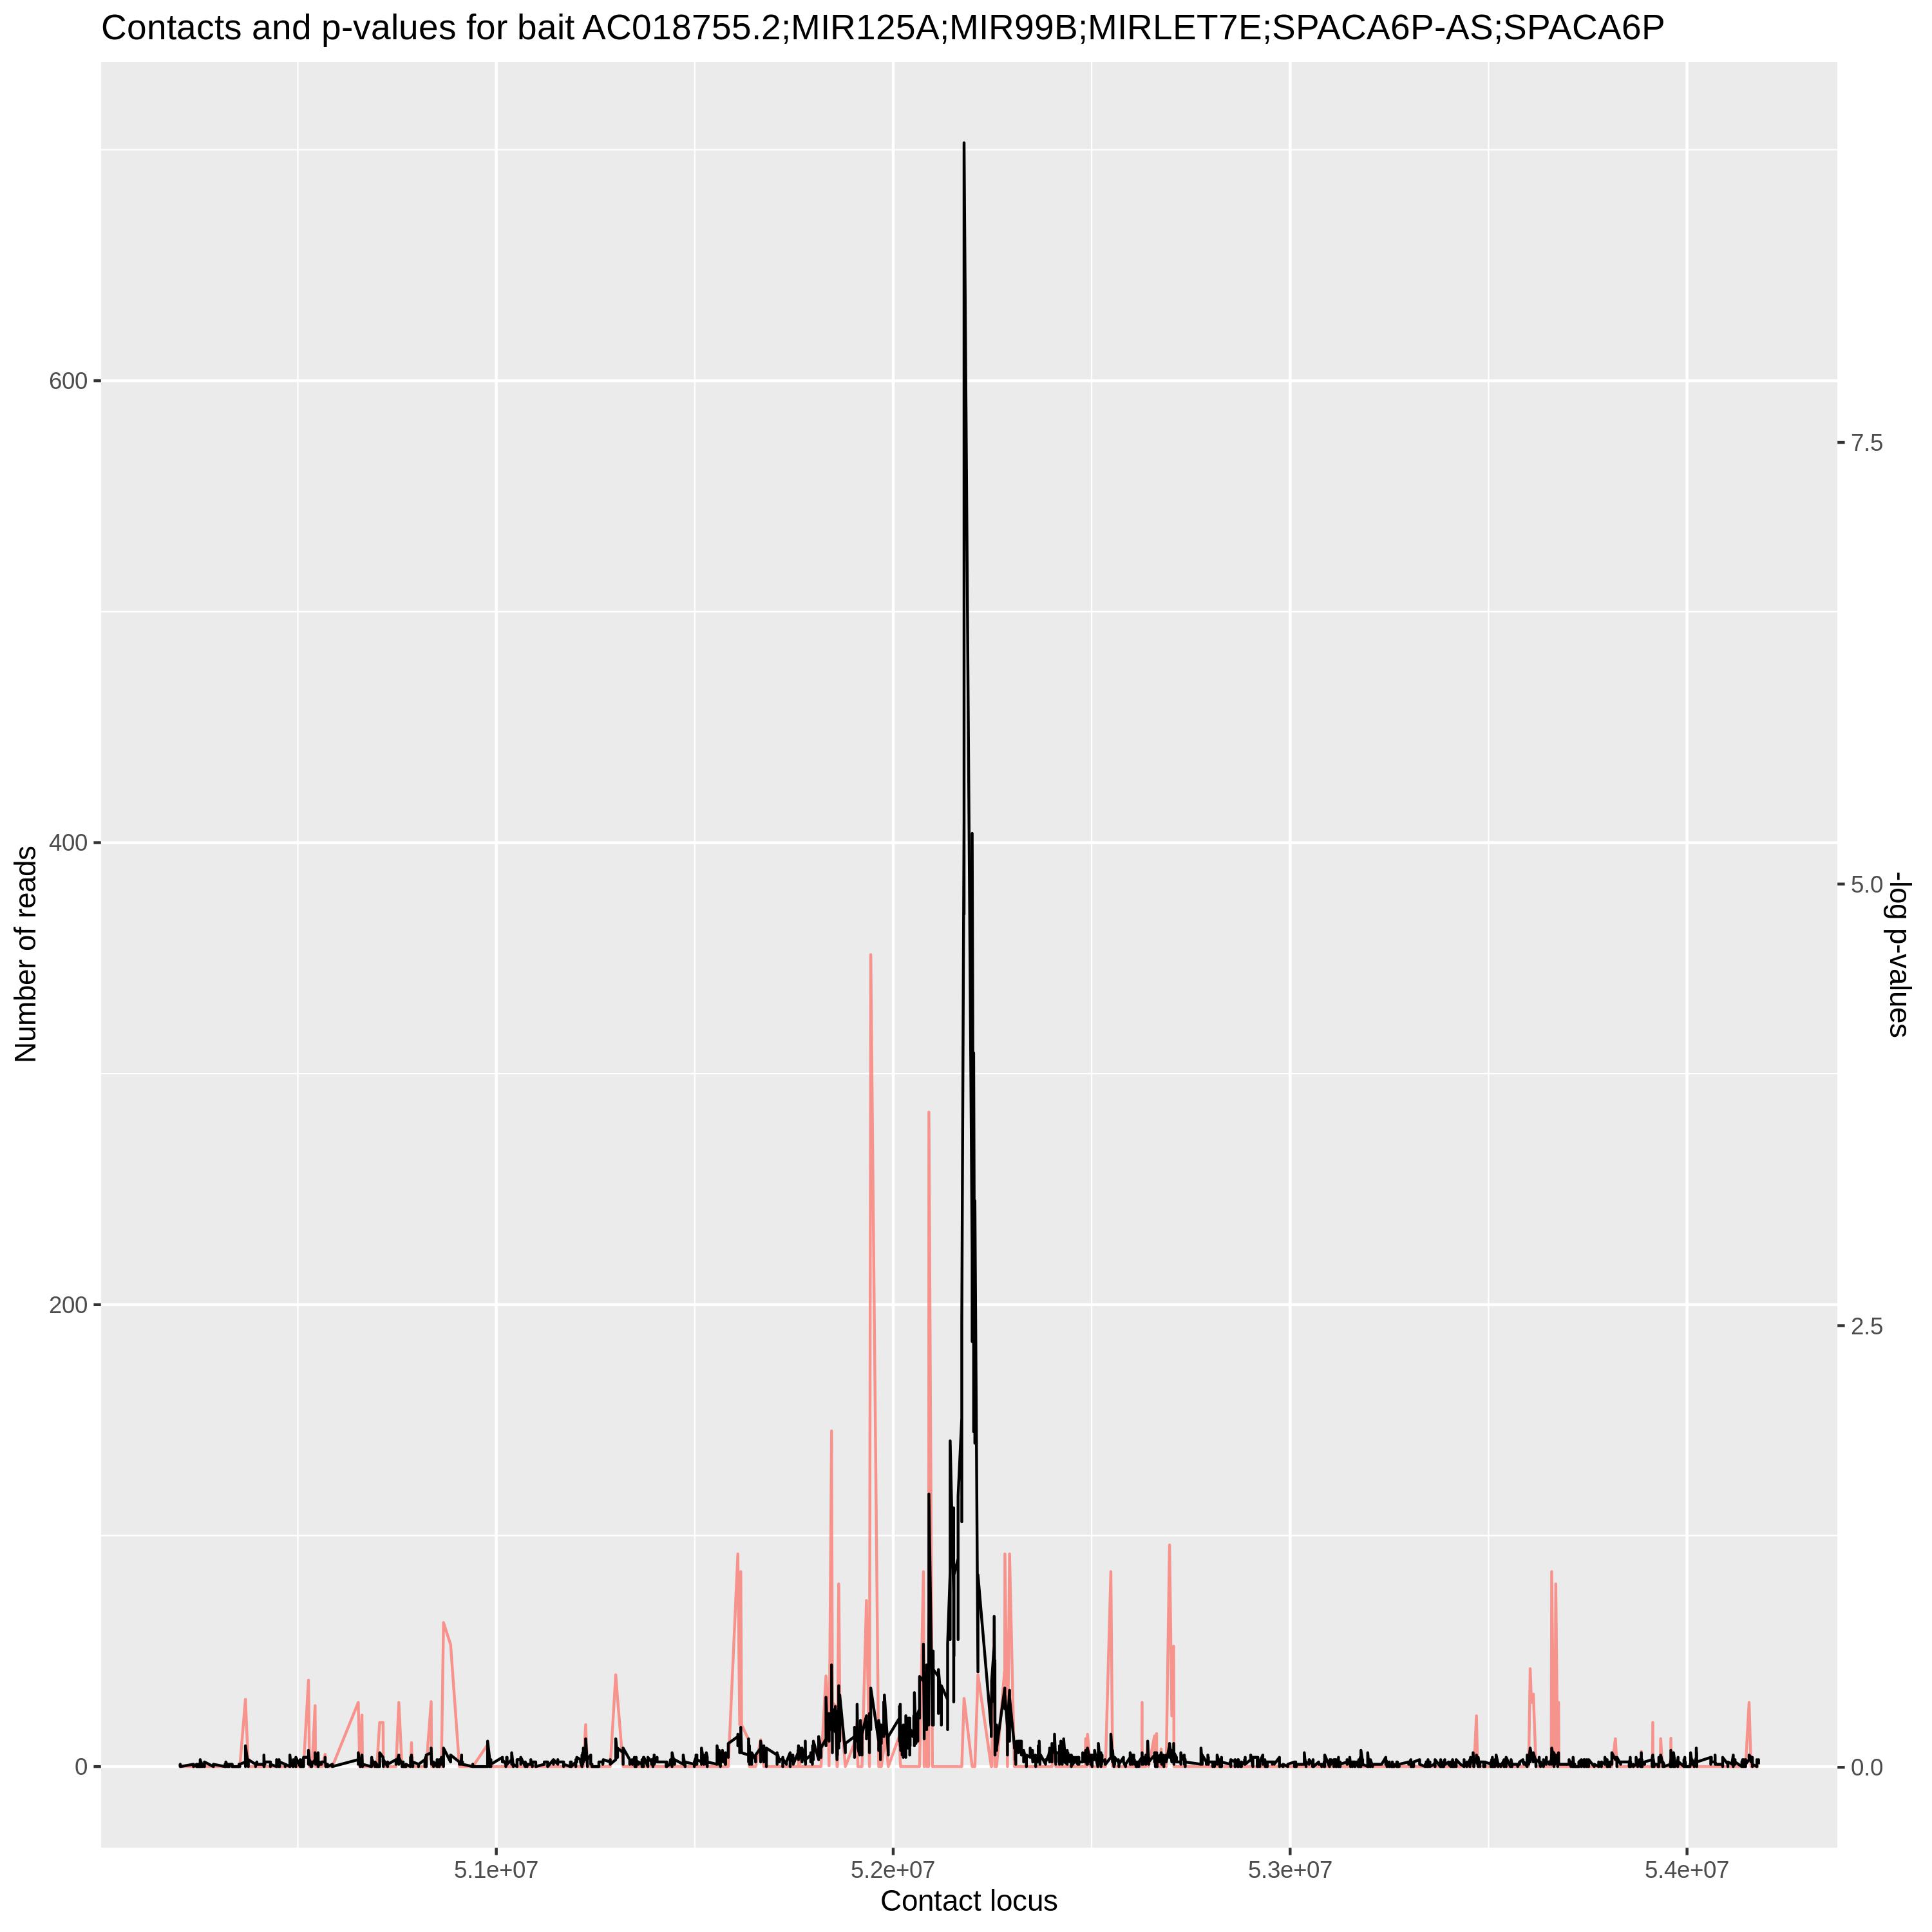 Contacts and p-values for bait AC018755.2;MIR125A;MIR99B;MIRLET7E;SPACA6P-AS;SPACA6P
600
400
200
0
Number of reads
7.5
5.0
2.5
0.0
-log p-values
5.1e+07 5.2e+07 5.3e+07 5.4e+07
Contact locus